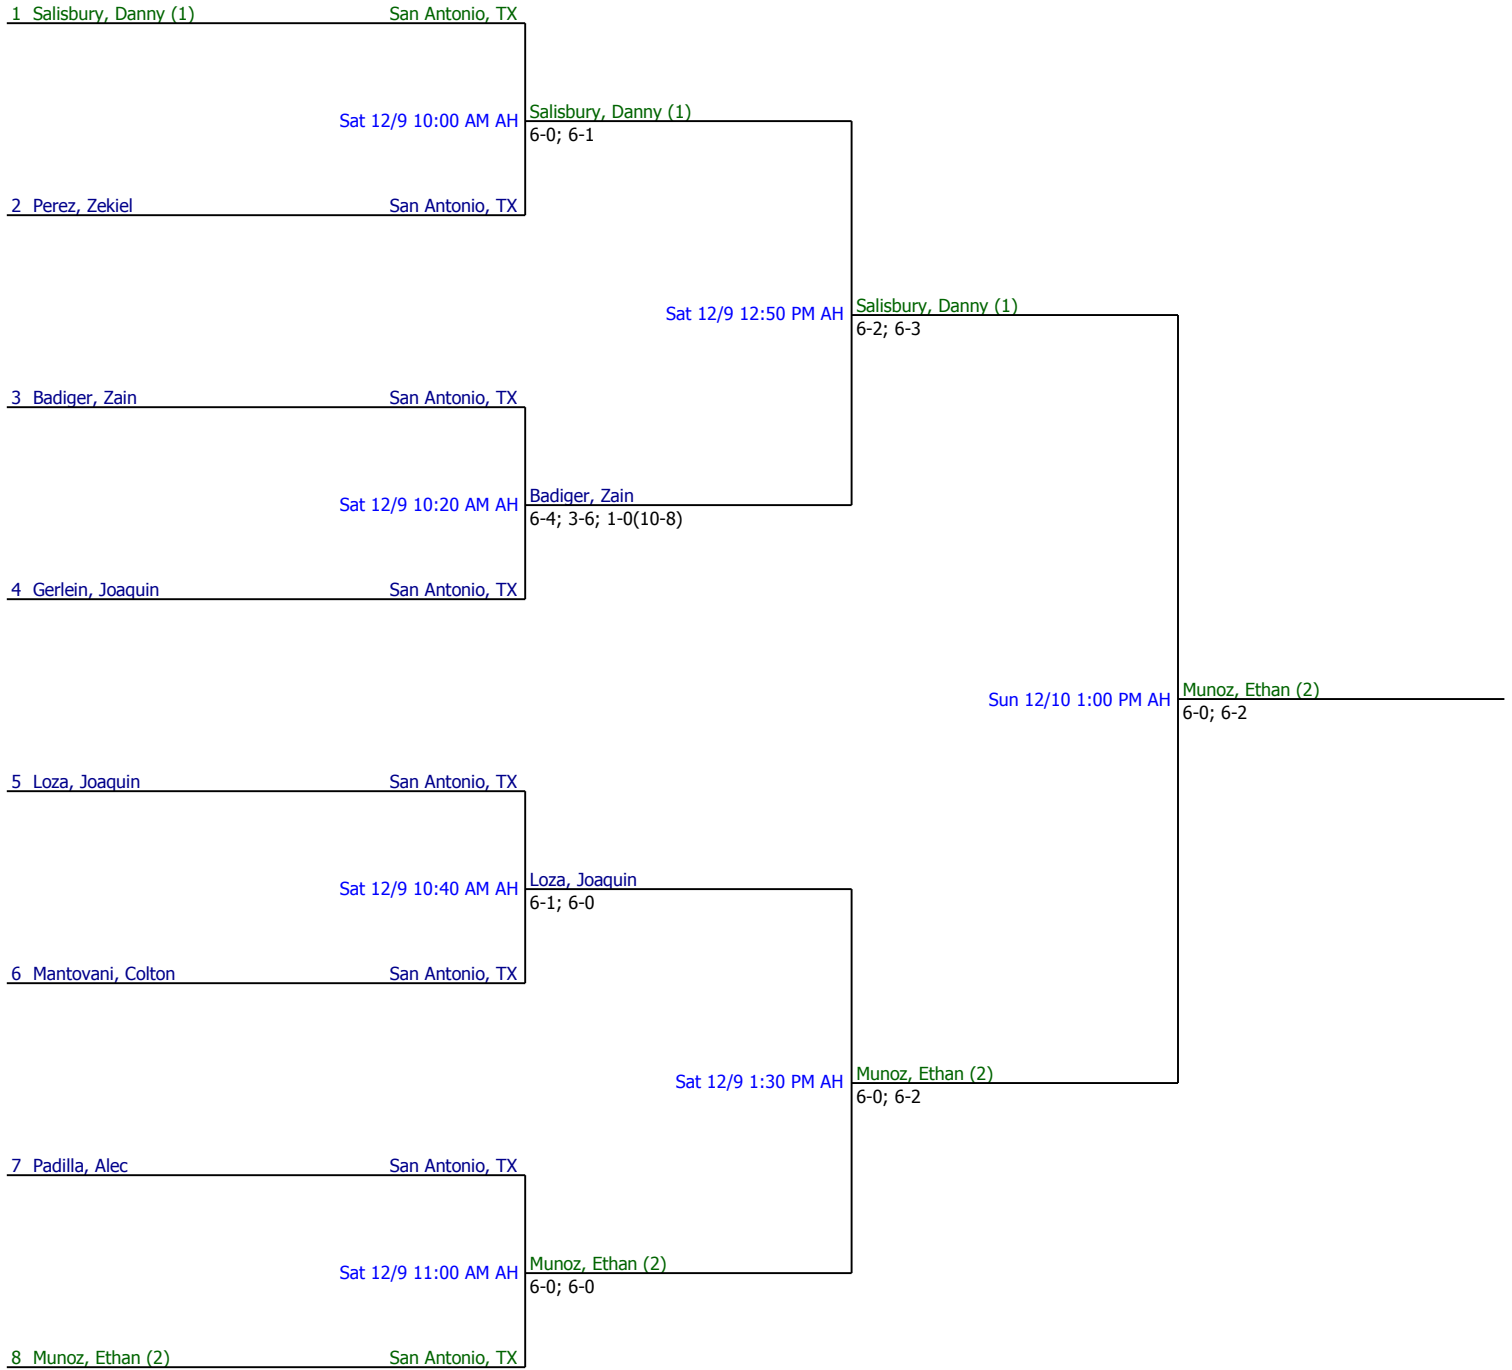 1 Salisbury, Danny (1) San Antonio, TX
Sat 12/9 10:00 AM AH
Salisbury, Danny (1)
6-0; 6-1
2 Perez, Zekiel San Antonio, TX
Sat 12/9 12:50 PM AH
Salisbury, Danny (1)
6-2; 6-3
3 Badiger, Zain San Antonio, TX
Sat 12/9 10:20 AM AH
Badiger, Zain
6-4; 3-6; 1-0(10-8)
4 Gerlein, Joaquin San Antonio, TX
Sun 12/10 1:00 PM AH
Munoz, Ethan (2)
6-0; 6-2
5 Loza, Joaquin San Antonio, TX
Sat 12/9 10:40 AM AH
Loza, Joaquin
6-1; 6-0
6 Mantovani, Colton San Antonio, TX
Sat 12/9 1:30 PM AH
Munoz, Ethan (2)
6-0; 6-2
7 Padilla, Alec San Antonio, TX
Sat 12/9 11:00 AM AH
Munoz, Ethan (2)
6-0; 6-0
8 Munoz, Ethan (2) San Antonio, TX